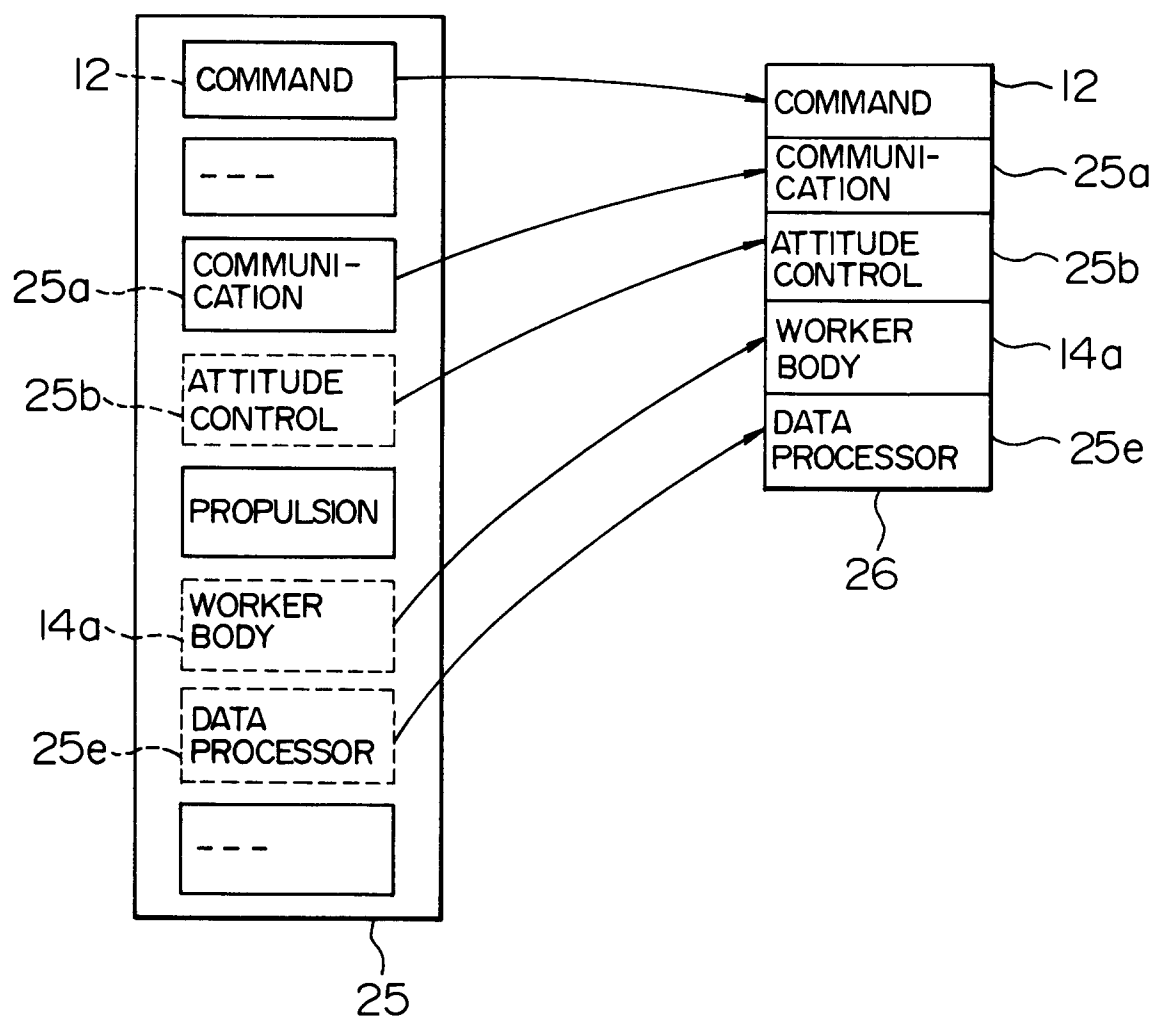 12
COMMAND
---
25a
COMMUNI-
CATION
25b
ATTITUDE
CONTROL
PROPULSION
14a
WORKER
BODY
25e
DATA
PROCESSOR
---
25
COMMAND
12
COMMUNI-
CATION
25a
ATTITUDE
CONTROL
25b
WORKER
BODY
14a
DATA
PROCESSOR
25e
26